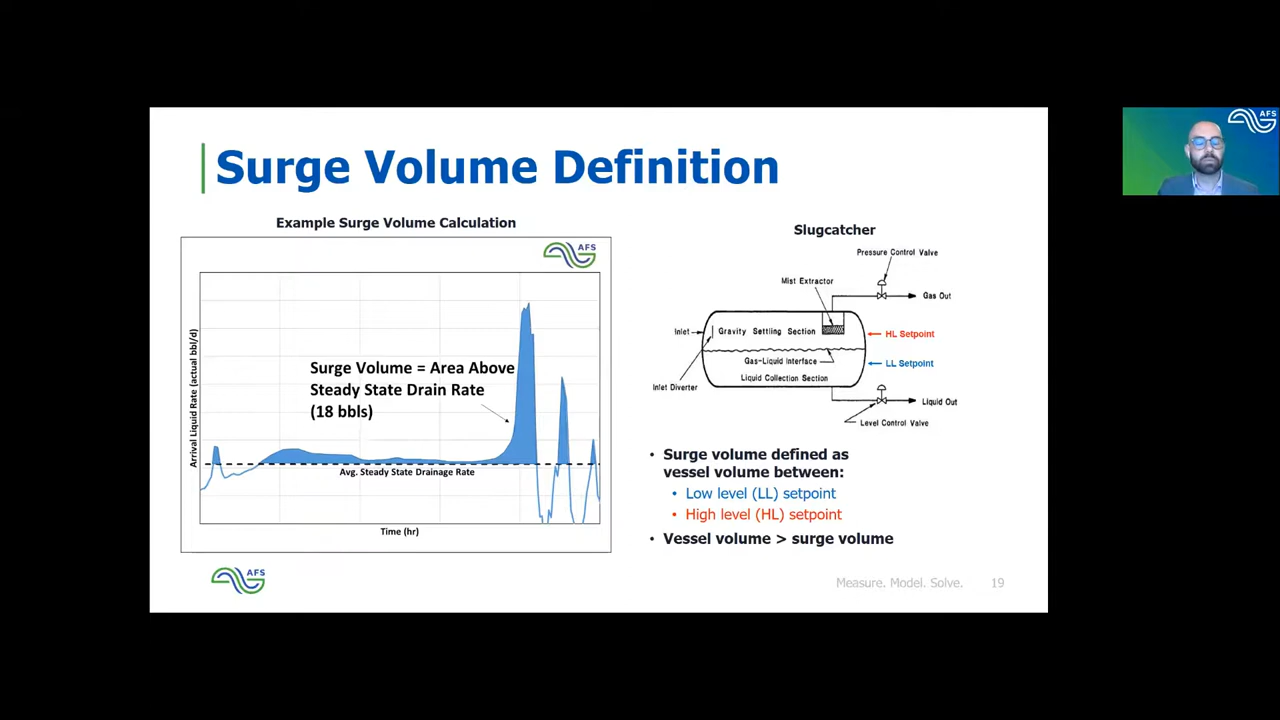 AFS
Surge Volume Definition
Example Surge Volume Calculation
AFS
Arrival Liquid Rate (actual bbl/d)
Surge Volume = Area Above
Steady State Drain Rate
(18 bbls)
Avg. Steady State Drainage Rate
Time (hr)
Slugcatcher
Pressure Control Valve
Mist Extractor
Gas Out
Inlet
Gravity Settling Section
HL Setpoint
Gas-Liquid Interface
LL Setpoint
Liquid Collection Section
Inlet Diverter
Liquid Out
Level Control Valve
• Surge volume defined as
vessel volume between:
• Low level (LL) setpoint
• High level (HL) setpoint
• Vessel volume > surge volume
AFS
Measure. Model. Solve.
19